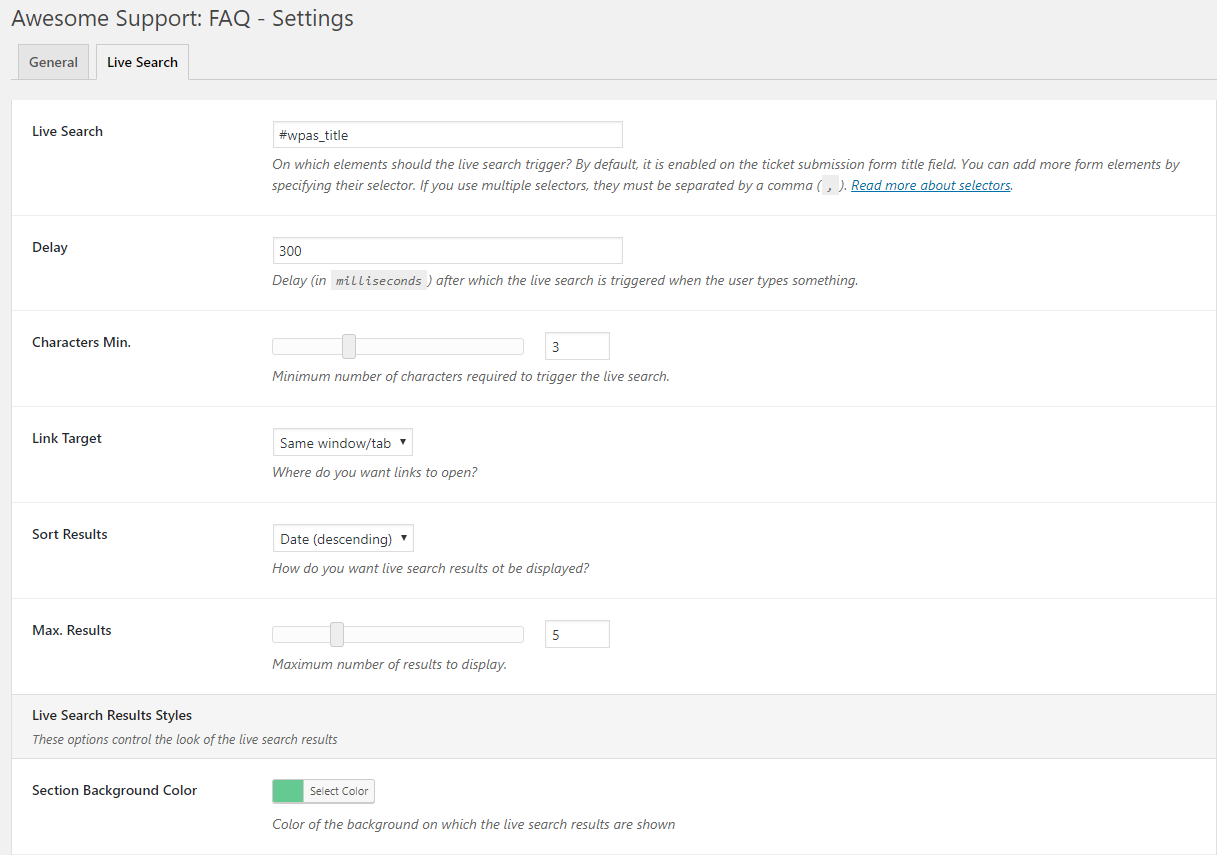 Awesome Support: FAQ - Settings
General
Live Search
Live Search
#wpas_title
On which elements should the live search trigger? By default, it is enabled on the ticket submission form title field. You can add more form elements by
specifying their selector. If you use multiple selectors, they must be separated by a comma ( , ). Read more about selectors.
Delay
300
Delay (in milliseconds ) after which the live search is triggered when the user types something.
Characters Min.
3
Minimum number of characters required to trigger the live search.
Link Target
Same window/tab
Where do you want links to open?
Sort Results
Date (descending)
How do you want live search results ot be displayed?
Max. Results
5
Maximum number of results to display.
Live Search Results Styles
These options control the look of the live search results
Section Background Color
Select Color
Color of the background on which the live search results are shown